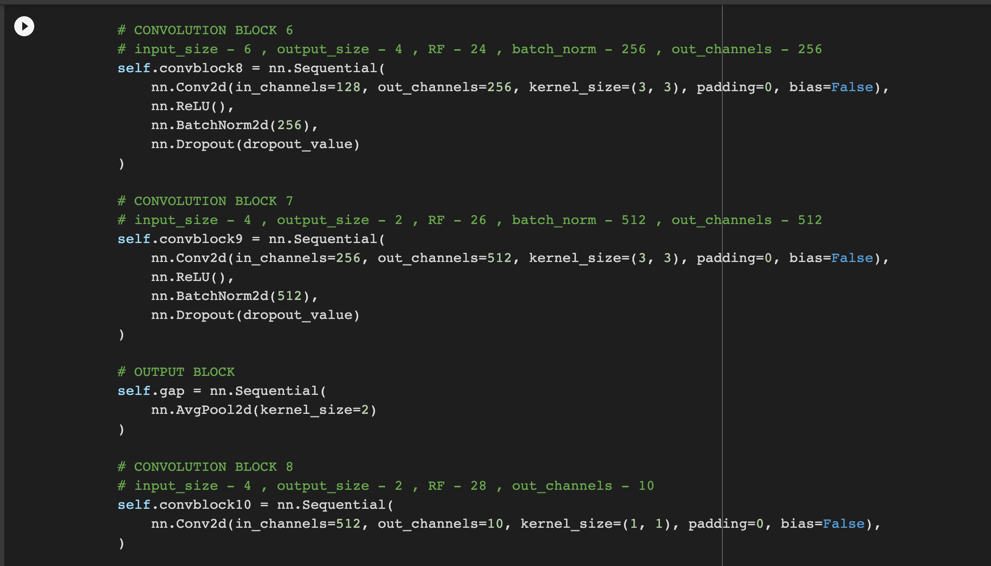 # CONVOLUTION BLOCK 6
# input_size - 6 , output_size - 4 , RF - 24 , batch_norm - 256 , out_channels - 256
self.convblock8 = nn.Sequential(
    nn.Conv2d(in_channels=128, out_channels=256, kernel_size=(3, 3), padding=0, bias=False),
    nn.ReLU(),
    nn.BatchNorm2d(256),
    nn.Dropout(dropout_value)
)

# CONVOLUTION BLOCK 7
# input_size - 4 , output_size - 2 , RF - 26 , batch_norm - 512 , out_channels - 512
self.convblock9 = nn.Sequential(
    nn.Conv2d(in_channels=256, out_channels=512, kernel_size=(3, 3), padding=0, bias=False),
    nn.ReLU(),
    nn.BatchNorm2d(512),
    nn.Dropout(dropout_value)
)

# OUTPUT BLOCK
self.gap = nn.Sequential(
    nn.AvgPool2d(kernel_size=2)
)

# CONVOLUTION BLOCK 8
# input_size - 4 , output_size - 2 , RF - 28 , out_channels - 10
self.convblock10 = nn.Sequential(
    nn.Conv2d(in_channels=512, out_channels=10, kernel_size=(1, 1), padding=0, bias=False),
)